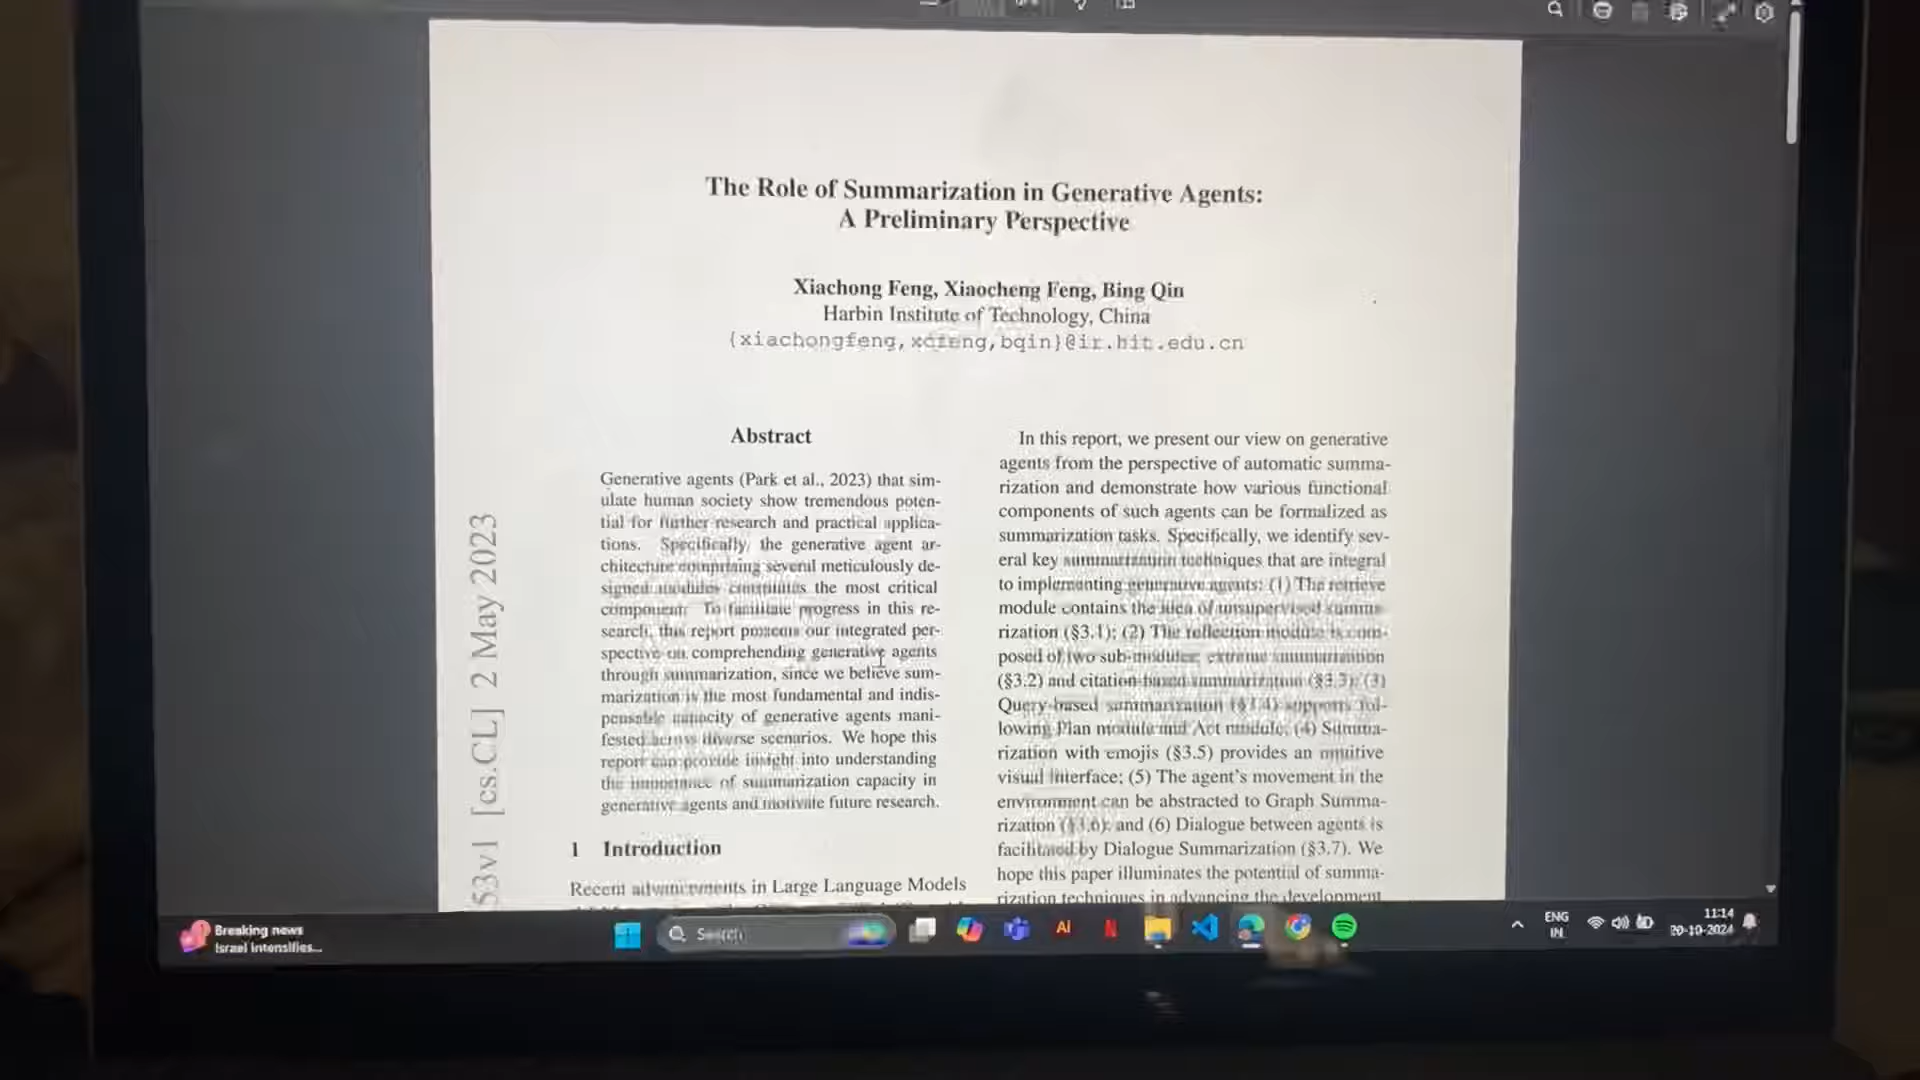 The Role of Summarization in Generative Agents:
A Preliminary Perspective
Xiachong Feng, Xiaocheng Feng, Bing Qin
Harbin Institute of Technology, China
{xiachongfeng,xcfeng,bqin}@ir.hit.edu.cn
Abstract
Generative agents (Park et al., 2023) that sim-
ulate human society show tremendous poten-
tial for further research and practical applica-
tions. Specifically, the generative agent ar-
chitecture comprising several meticulously de-
signed modules constitutes the most critical
component. To facilitate progress in this re-
search, this report presents our integrated per-
spective on comprehending generative agents
through summarization, since we believe sum-
marization is the most fundamental and indis-
pensable capacity of generative agents mani-
fested across diverse scenarios. We hope this
report can provide insight into understanding
the importance of summarization capacity in
generative agents and motivate future research.
1 Introduction
Recent advancements in Large Language Models
In this report, we present our view on generative
agents from the perspective of automatic summa-
rization and demonstrate how various functional
components of such agents can be formalized as
summarization tasks. Specifically, we identify sev-
eral key summarization techniques that are integral
to implementing generative agents: (1) The retrieve
module contains the idea of unsupervised summa-
rization (§3.1); (2) The reflection module is com-
posed of two sub-modules: extreme summarization
(§3.2) and citation-based summarization (§3.3); (3)
Query-based summarization (§3.4) supports fol-
lowing Plan module and Act module; (4) Summa-
rization with emojis (§3.5) provides an intuitive
visual interface; (5) The agent's movement in the
environment can be abstracted to Graph Summa-
rization (§3.6); and (6) Dialogue between agents is
facilitated by Dialogue Summarization (§3.7). We
hope this paper illuminates the potential of summa-
rization techniques in advancing the development
53v1 [cs.CL] 2 May 2023
Breaking news
Israel intensifies...
Search
Ai
N
ENG
IN
11:14
20-10-2024